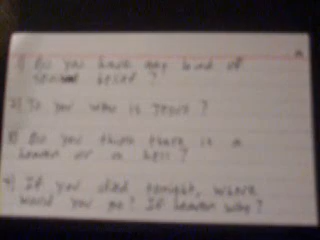 1) Do you have any kind of
belief ?
2) To you who is Jesus ?
3) Do you think there is a
heaven or a hell ?
4) If you died tonight, where
would you go ? If heaven why ?